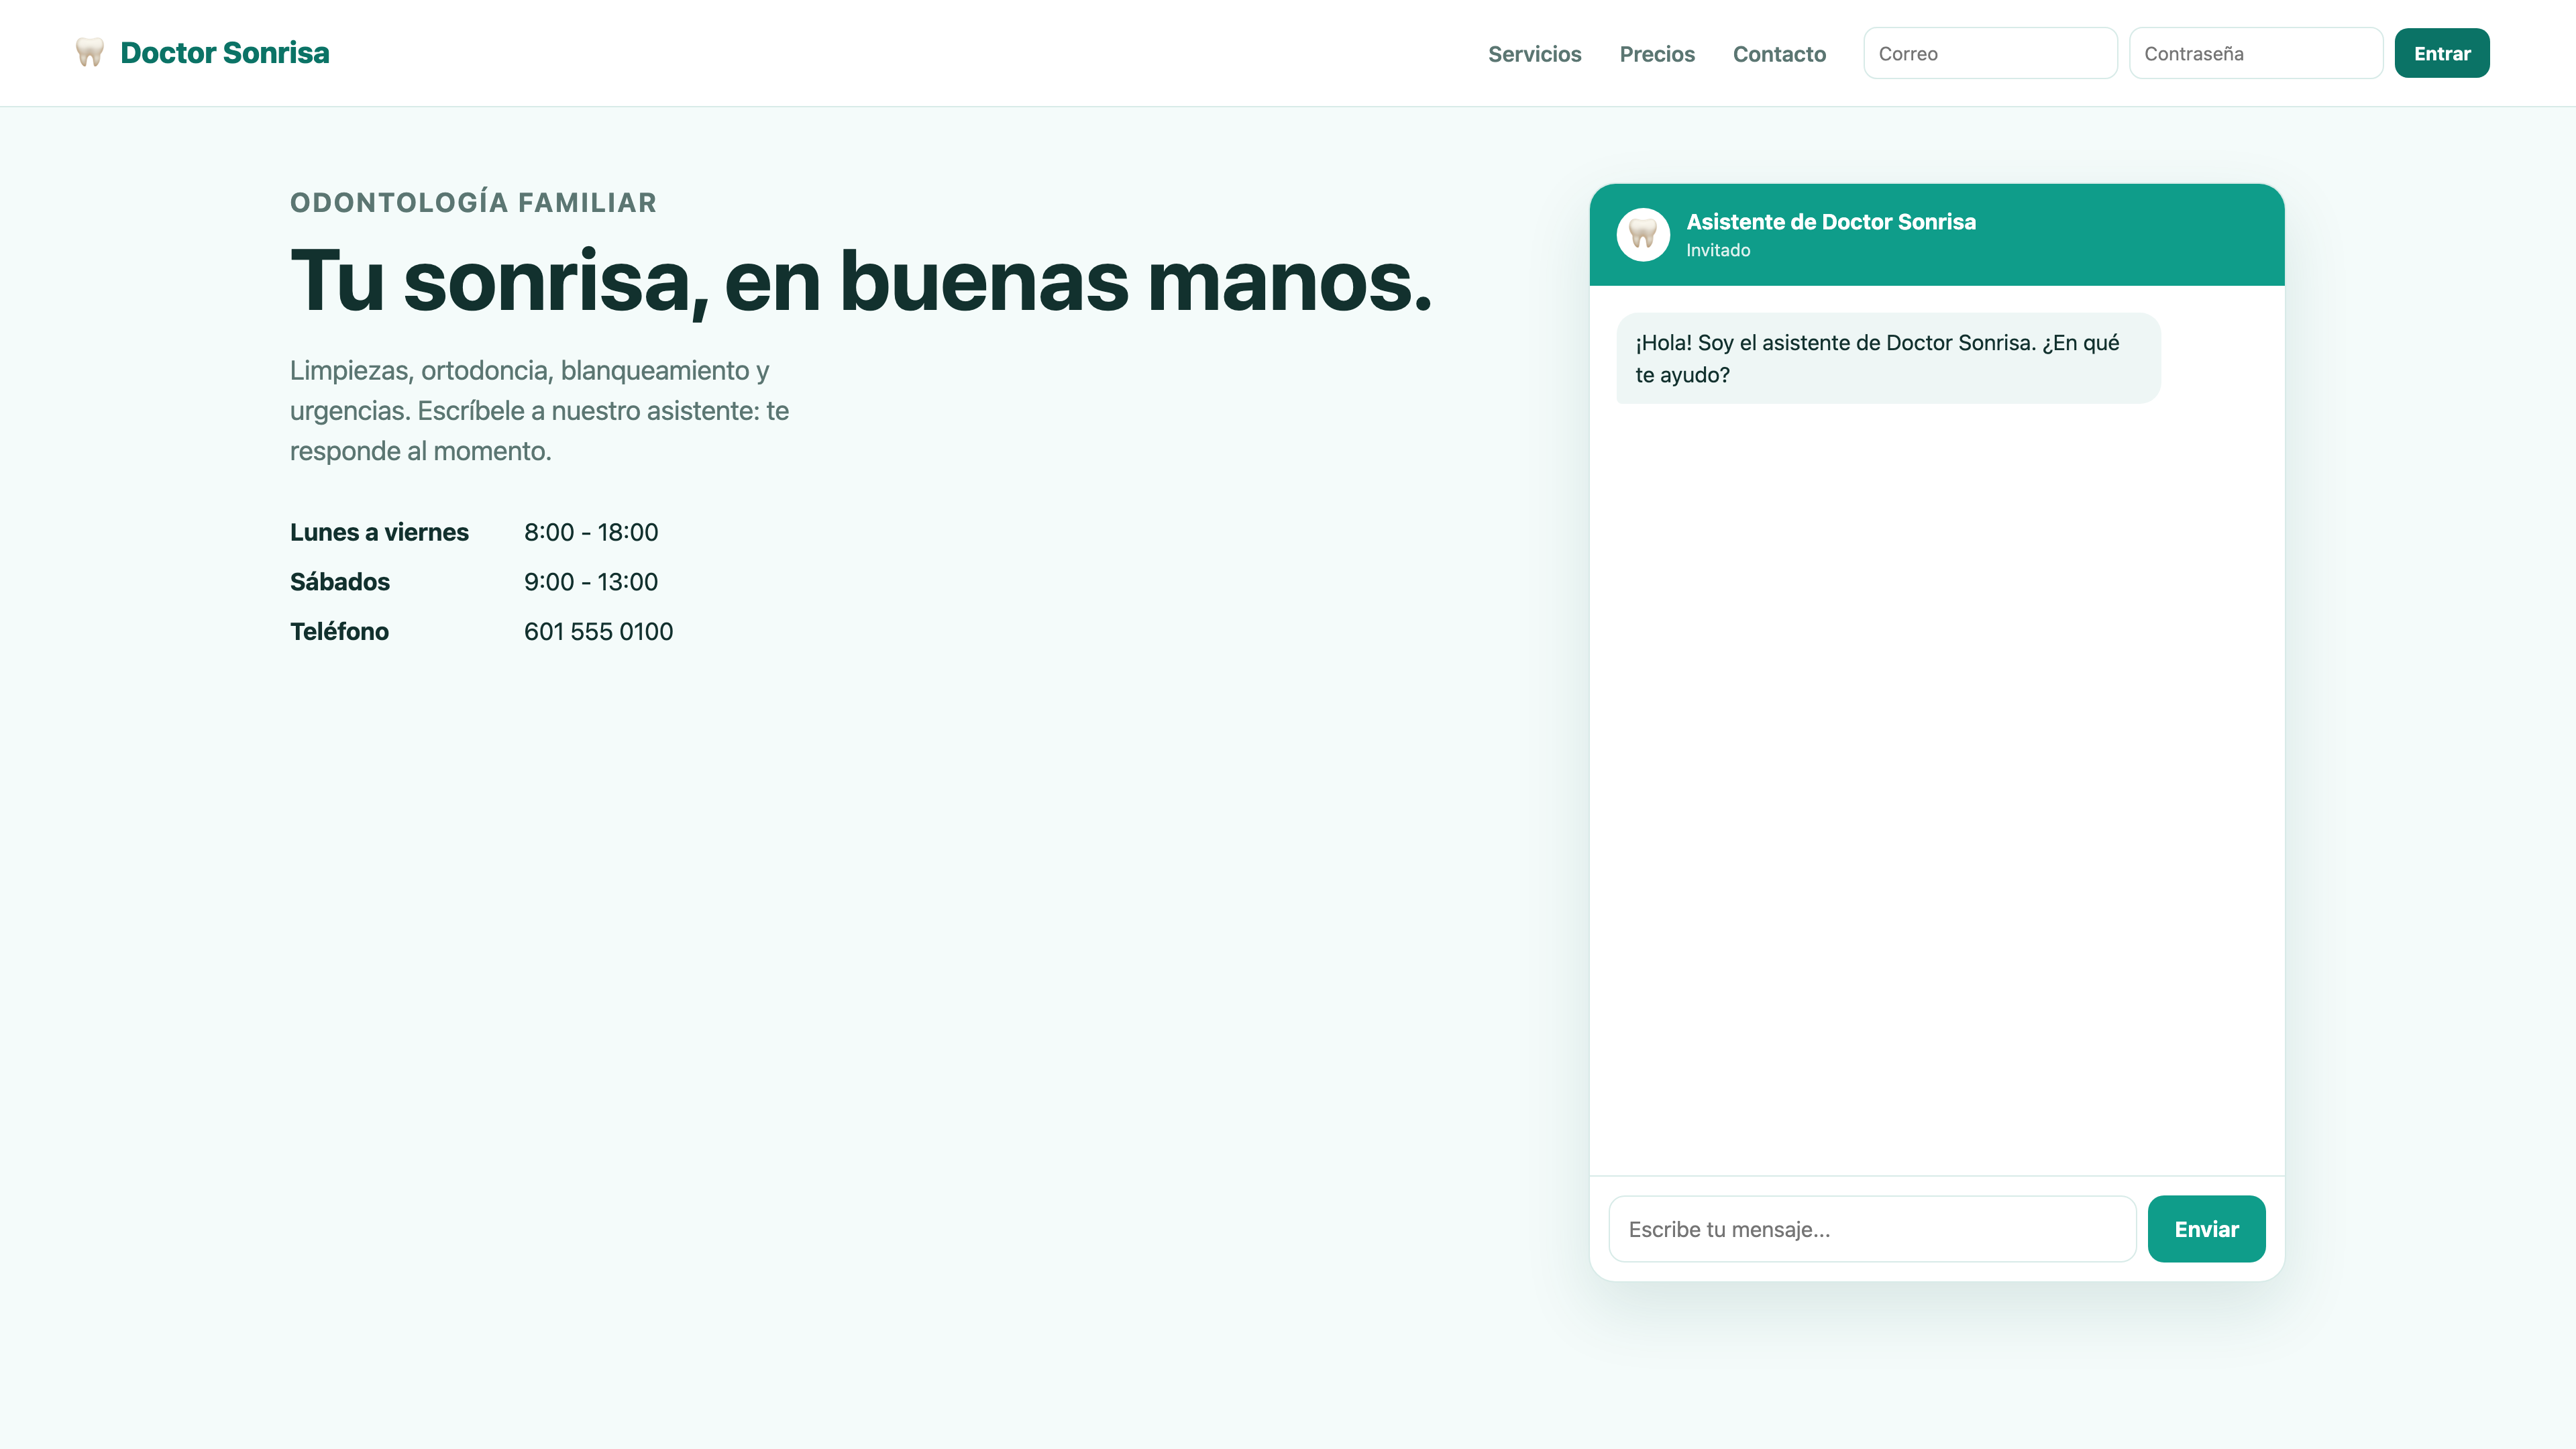 Doctor Sonrisa
Servicios
Precios
Contacto
Correo
Contraseña
Entrar
ODONTOLOGÍA FAMILIAR
Tu sonrisa, en buenas manos.
Limpiezas, ortodoncia, blanqueamiento y
urgencias. Escríbele a nuestro asistente: te
responde al momento.
Lunes a viernes 8:00 - 18:00
Sábados 9:00 - 13:00
Teléfono 601 555 0100
Asistente de Doctor Sonrisa
Invitado
¡Hola! Soy el asistente de Doctor Sonrisa. ¿En qué
te ayudo?
Escribe tu mensaje...
Enviar